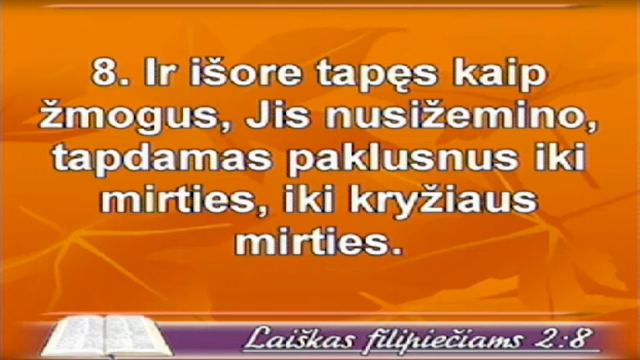 8. Ir išore tapęs kaip
žmogus, Jis nusižemino,
tapdamas paklusnus iki
mirties, iki kryžiaus
mirties.
Laiškas filipiečiams 2:8